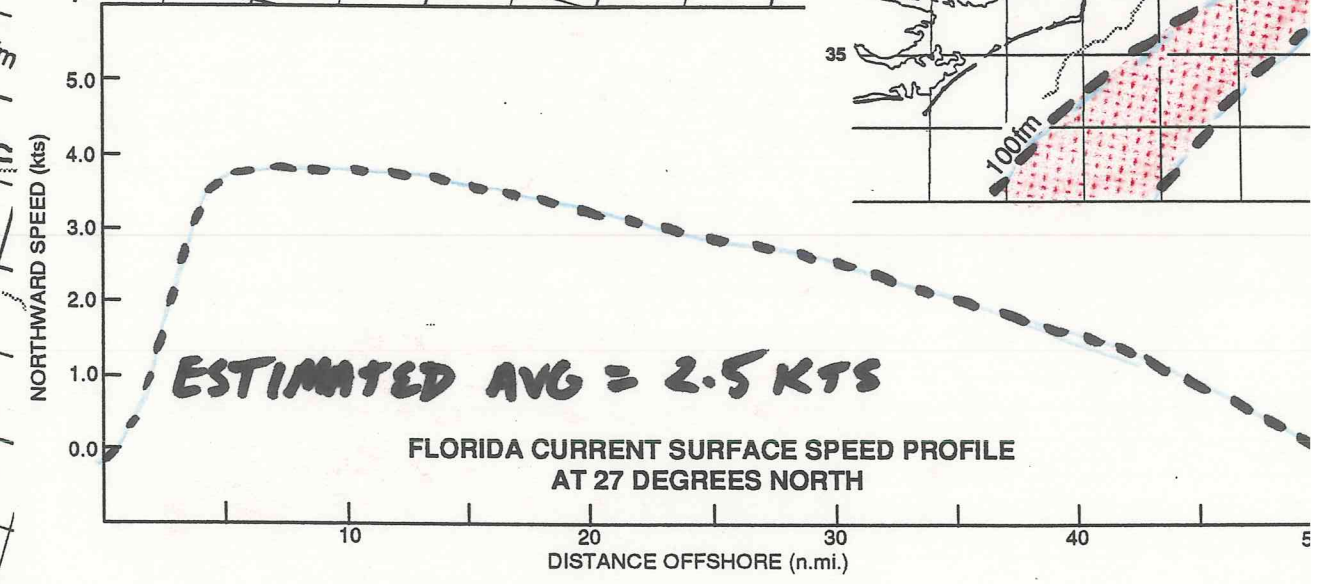 5.0
4.0
3.0
2.0
1.0
0.0
NORTHWARD SPEED (kts)
35
100fm
ESTIMATED AVG = 2.5 KTS
FLORIDA CURRENT SURFACE SPEED PROFILE
AT 27 DEGREES NORTH
10
20
30
40
5
DISTANCE OFFSHORE (n.mi.)